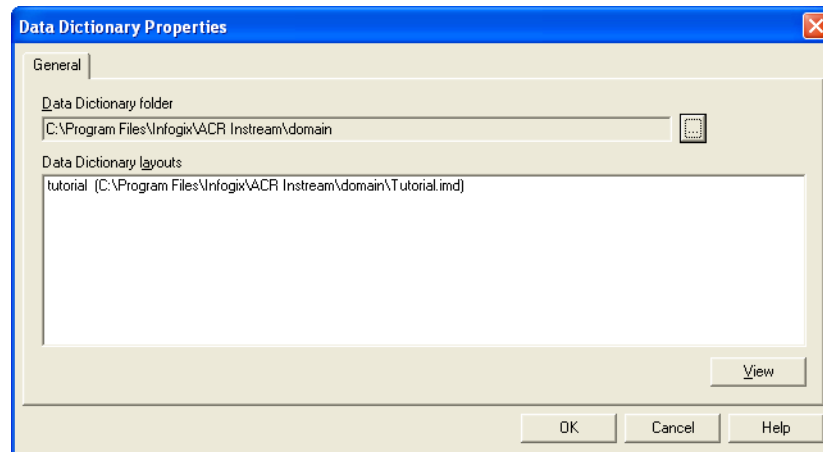 Data Dictionary Properties
General
Data Dictionary folder
C:\Program Files\Infogix\ACR Instream\domain
...
Data Dictionary layouts
tutorial (C:\Program Files\Infogix\ACR Instream\domain\Tutorial.imd)
View
OK Cancel Help